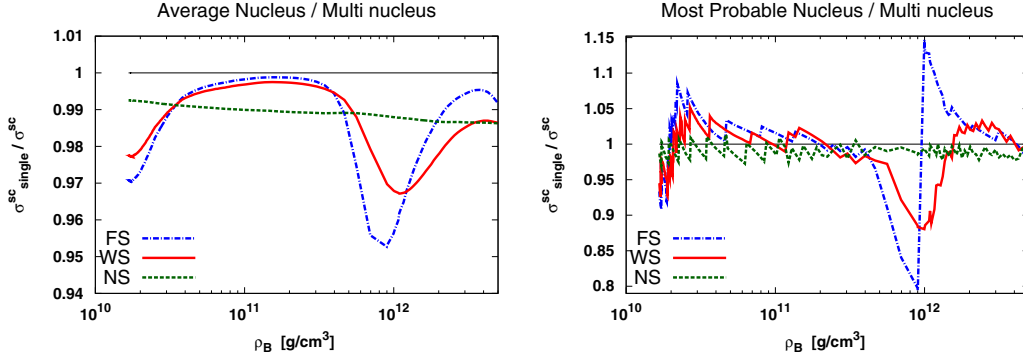 Average Nucleus / Multi nucleus
1.01
1
0.99
0.98
0.97
0.96
0.95
0.94
σ^sc_single / σ^sc
FS
WS
NS
10^10
10^11
10^12
ρ_B [g/cm^3]
Most Probable Nucleus / Multi nucleus
1.15
1.1
1.05
1
0.95
0.9
0.85
0.8
σ^sc_single / σ^sc
FS
WS
NS
10^10
10^11
10^12
ρ_B [g/cm^3]